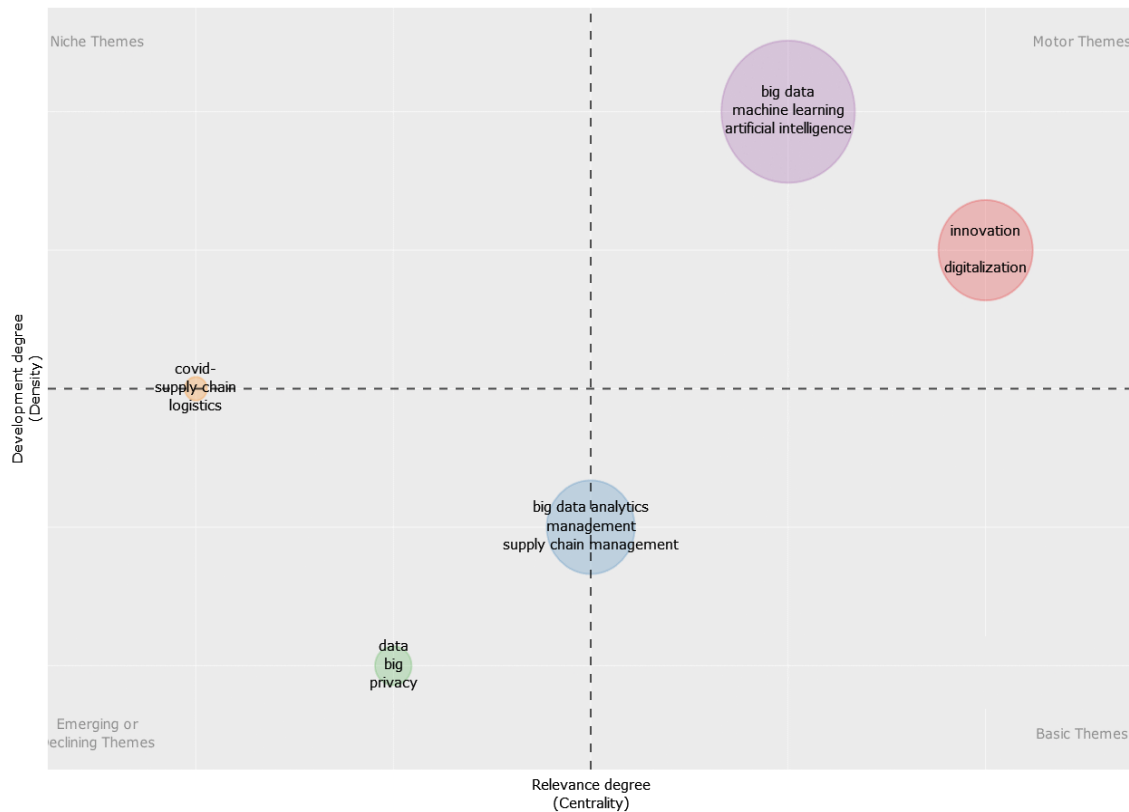 Niche Themes
Motor Themes
big data
machine learning
artificial intelligence
innovation
digitalization
covid-
supply chain
logistics
Development degree
(Density)
big data analytics
management
supply chain management
data
big
privacy
Emerging or
eclining Themes
Basic Themes
Relevance degree
(Centrality)